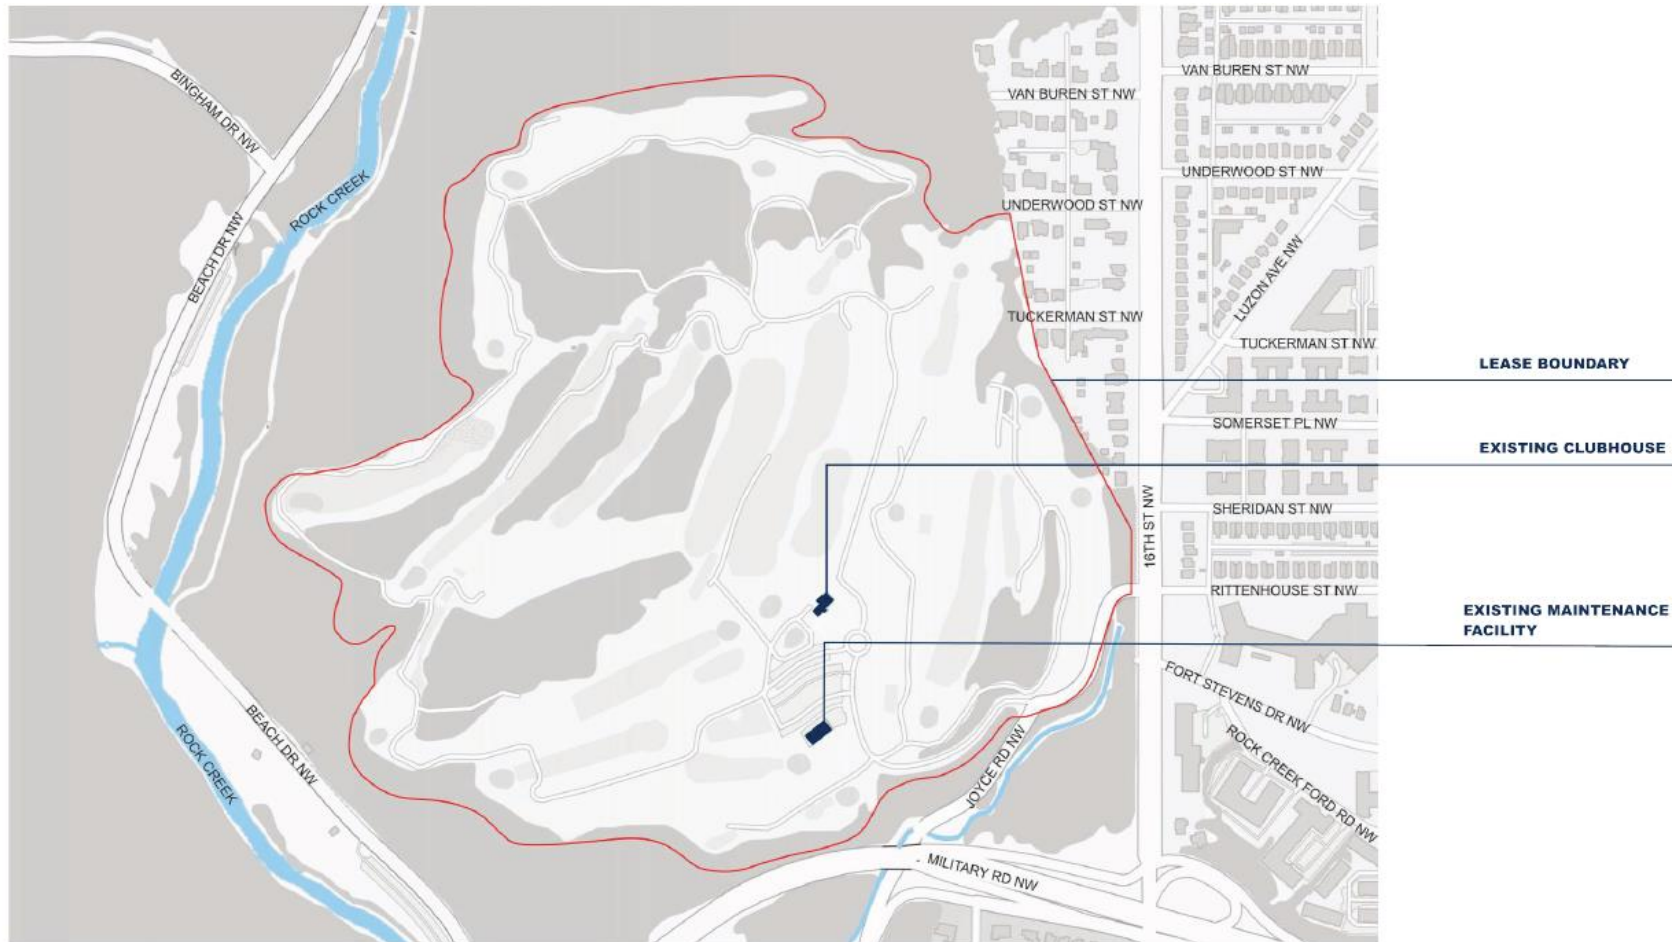 VAN BUREN ST NW
BINGHAM DR NW
VAN BUREN ST NW
UNDERWOOD ST NW
ROCK CREEK
UNDERWOOD ST NW
BEACH DR NW
LUZON AVE NW
TUCKERMAN ST NW
TUCKERMAN ST NW
LEASE BOUNDARY
SOMERSET PL NW
EXISTING CLUBHOUSE
SHERIDAN ST NW
16TH ST NW
RITTENHOUSE ST NW
EXISTING MAINTENANCE
FACILITY
FORT STEVENS DR NW
BEACH DR NW
ROCK CREEK
JOYCE RD NW
ROCK CREEK FORD RD NW
MILITARY RD NW